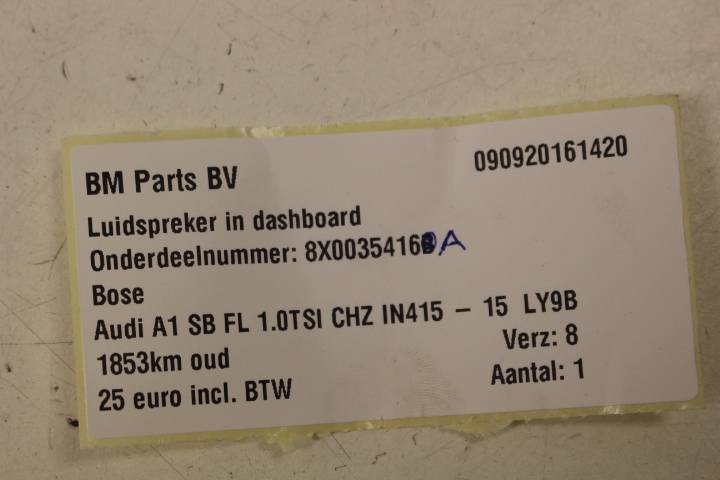 BM Parts BV
090920161420
Luidspreker in dashboard
Onderdeelnummer: 8X0035416 A
Bose
Audi A1 SB FL 1.0TSI CHZ IN415 – 15 LY9B
1853km oud
Verz: 8
25 euro incl. BTW
Aantal: 1